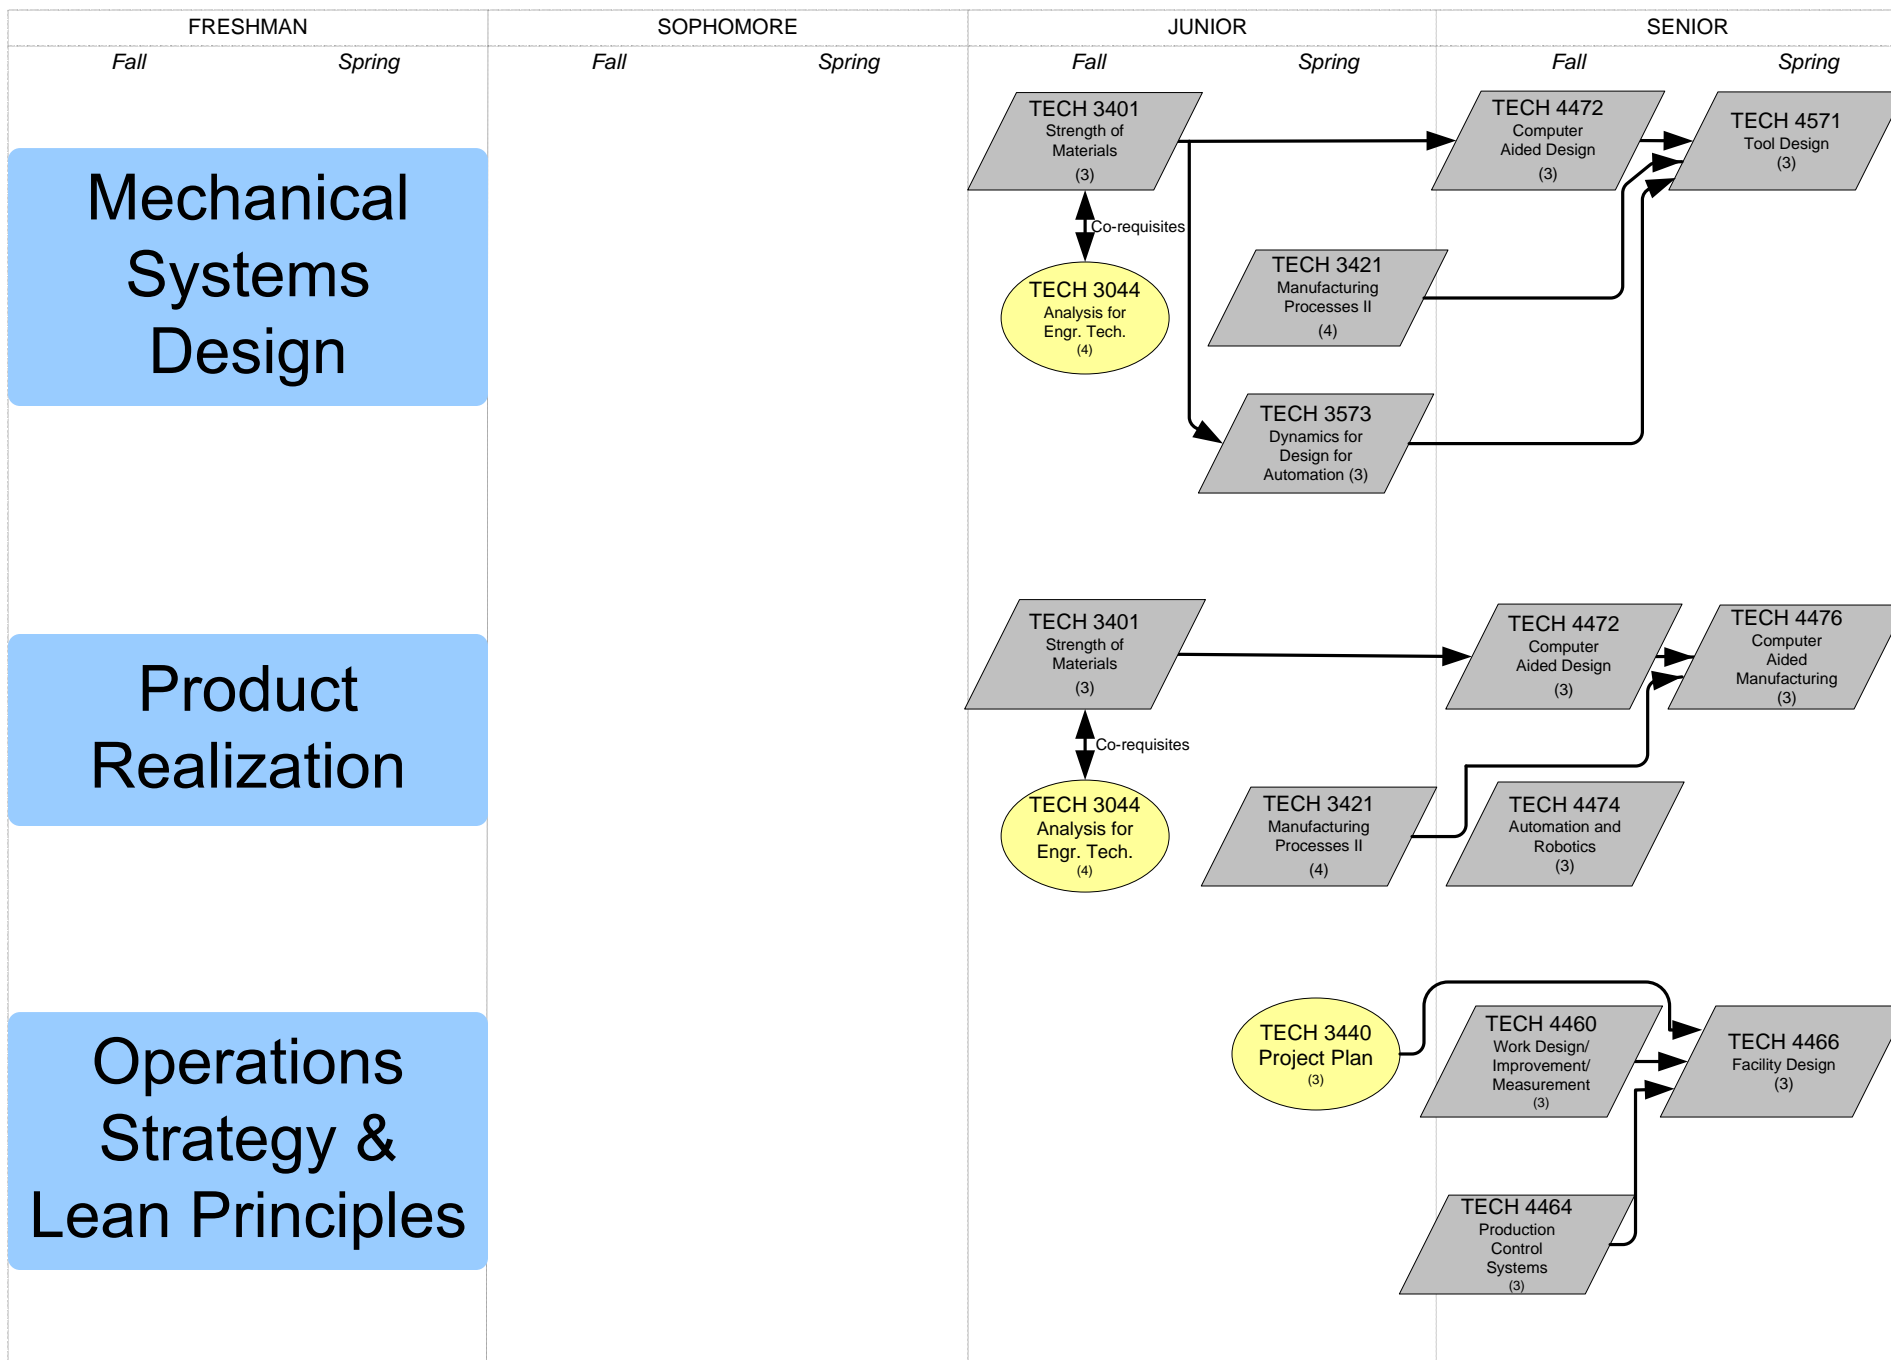 FRESHMAN
SOPHOMORE
JUNIOR
SENIOR
Fall
Spring
Fall
Spring
Fall
Spring
Fall
Spring
Mechanical
Systems
Design
TECH 3401
Strength of
Materials
(3)
Co-requisites
TECH 3044
Analysis for
Engr. Tech.
(4)
TECH 3421
Manufacturing
Processes II
(4)
TECH 3573
Dynamics for
Design for
Automation (3)
TECH 4472
Computer
Aided Design
(3)
TECH 4571
Tool Design
(3)
Product
Realization
TECH 3401
Strength of
Materials
(3)
Co-requisites
TECH 3044
Analysis for
Engr. Tech.
(4)
TECH 3421
Manufacturing
Processes II
(4)
TECH 4472
Computer
Aided Design
(3)
TECH 4474
Automation and
Robotics
(3)
TECH 4476
Computer
Aided
Manufacturing
(3)
Operations
Strategy &
Lean Principles
TECH 3440
Project Plan
(3)
TECH 4460
Work Design/
Improvement/
Measurement
(3)
TECH 4464
Production
Control
Systems
(3)
TECH 4466
Facility Design
(3)